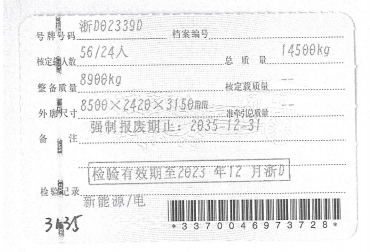 号牌号码 浙D02339D 档案编号
核定载人数 56/24人 总质量 14500kg
整备质量 8900kg 核定载质量 --
外廓尺寸 8500×2420×3150mm 准牵引总质量 --
备注 强制报废期止：2035-12-31
检验有效期至2023年12月浙D
检验记录
新能源/电
*3370046973728*